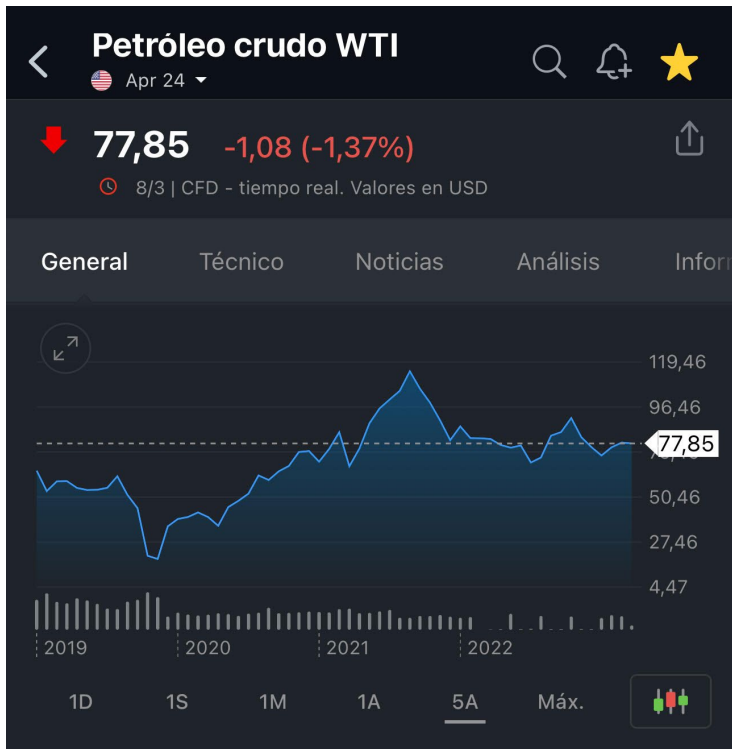 Petróleo crudo WTI
Apr 24
77,85 -1,08 (-1,37%)
8/3 | CFD - tiempo real. Valores en USD
General Técnico Noticias Análisis Infor
119,46
96,46
77,85
50,46
27,46
4,47
2019 2020 2021 2022
1D 1S 1M 1A 5A Máx.